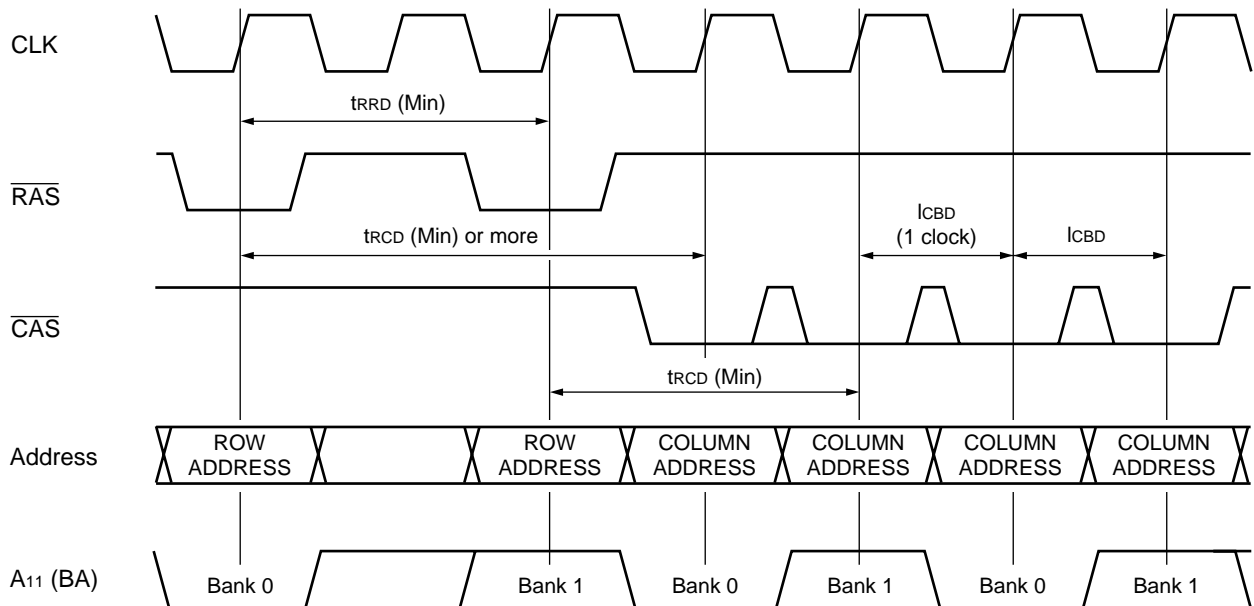 CLK
tRRD (Min)
RAS
tRCD (Min) or more
lCBD
(1 clock)
lCBD
CAS
tRCD (Min)
Address
ROW
ADDRESS
ROW
ADDRESS
COLUMN
ADDRESS
COLUMN
ADDRESS
COLUMN
ADDRESS
COLUMN
ADDRESS
A11 (BA)
Bank 0
Bank 1
Bank 0
Bank 1
Bank 0
Bank 1